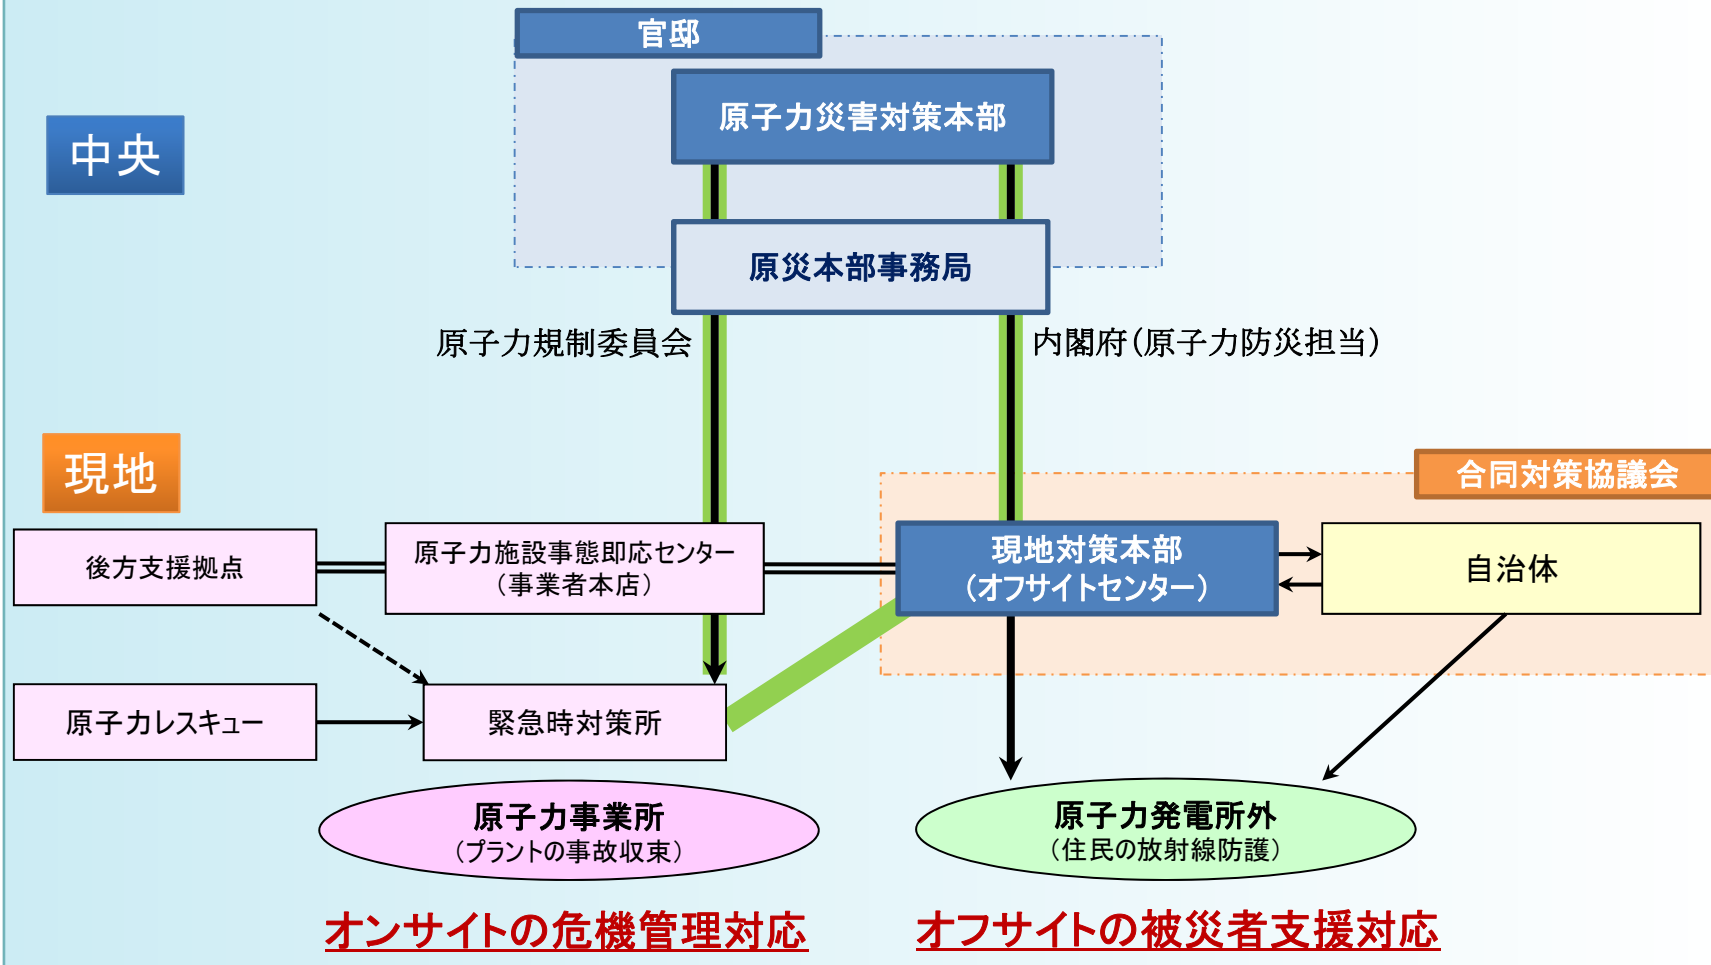 官邸
原子力災害対策本部
中央
原災本部事務局
原子力規制委員会
内閣府(原子力防災担当)
現地
合同対策協議会
後方支援拠点
原子力施設事態即応センター
（事業者本店）
現地対策本部
（オフサイトセンター）
自治体
原子力レスキュー
緊急時対策所
原子力事業所
（プラントの事故収束）
原子力発電所外
（住民の放射線防護）
オンサイトの危機管理対応
オフサイトの被災者支援対応